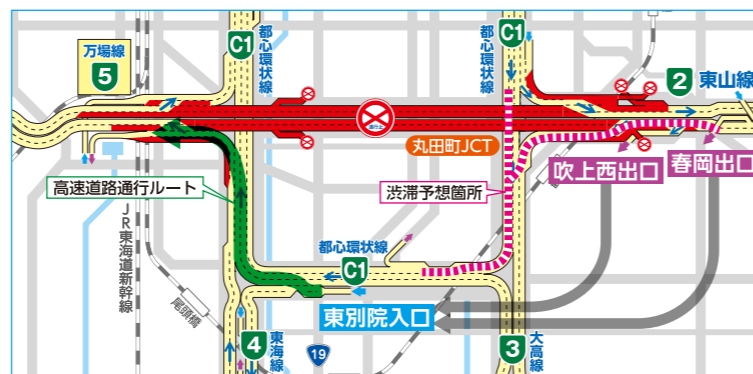 都心環状線
C1
都心環状線
C1
万場線
5
2
東山線
丸田町JCT
吹上西出口
春岡出口
高速道路通行ルート
渋滞予想箇所
JR東海道新幹線
都心環状線
C1
尾頭橋
東別院入口
4
東海線
19
3
大高線